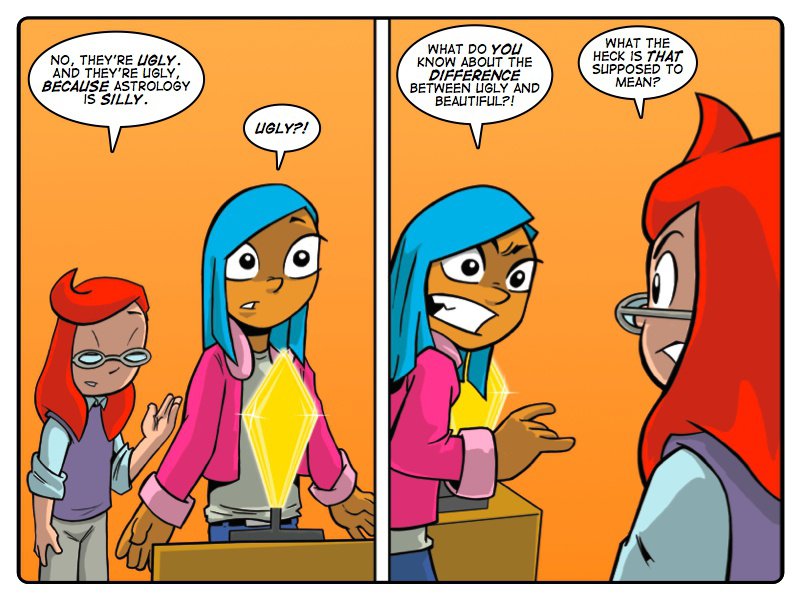 NO, THEY'RE UGLY.
AND THEY'RE UGLY,
BECAUSE ASTROLOGY
IS SILLY.
UGLY?!
WHAT DO YOU
KNOW ABOUT THE
DIFFERENCE
BETWEEN UGLY AND
BEAUTIFUL?!
WHAT THE
HECK IS THAT
SUPPOSED TO
MEAN?